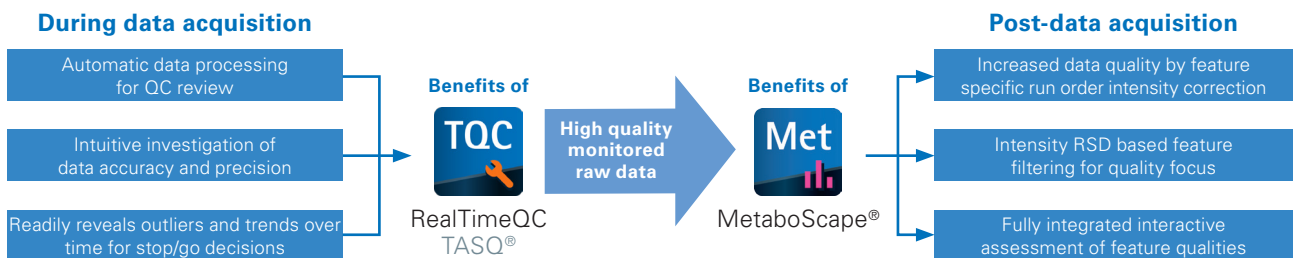 During data acquisition
Automatic data processing
for QC review
Intuitive investigation of
data accuracy and precision
Readily reveals outliers and trends over
time for stop/go decisions
Benefits of
TQC
RealTimeQC
TASQ®
High quality
monitored
raw data
Benefits of
Met
MetaboScape®
Post-data acquisition
Increased data quality by feature
specific run order intensity correction
Intensity RSD based feature
filtering for quality focus
Fully integrated interactive
assessment of feature qualities